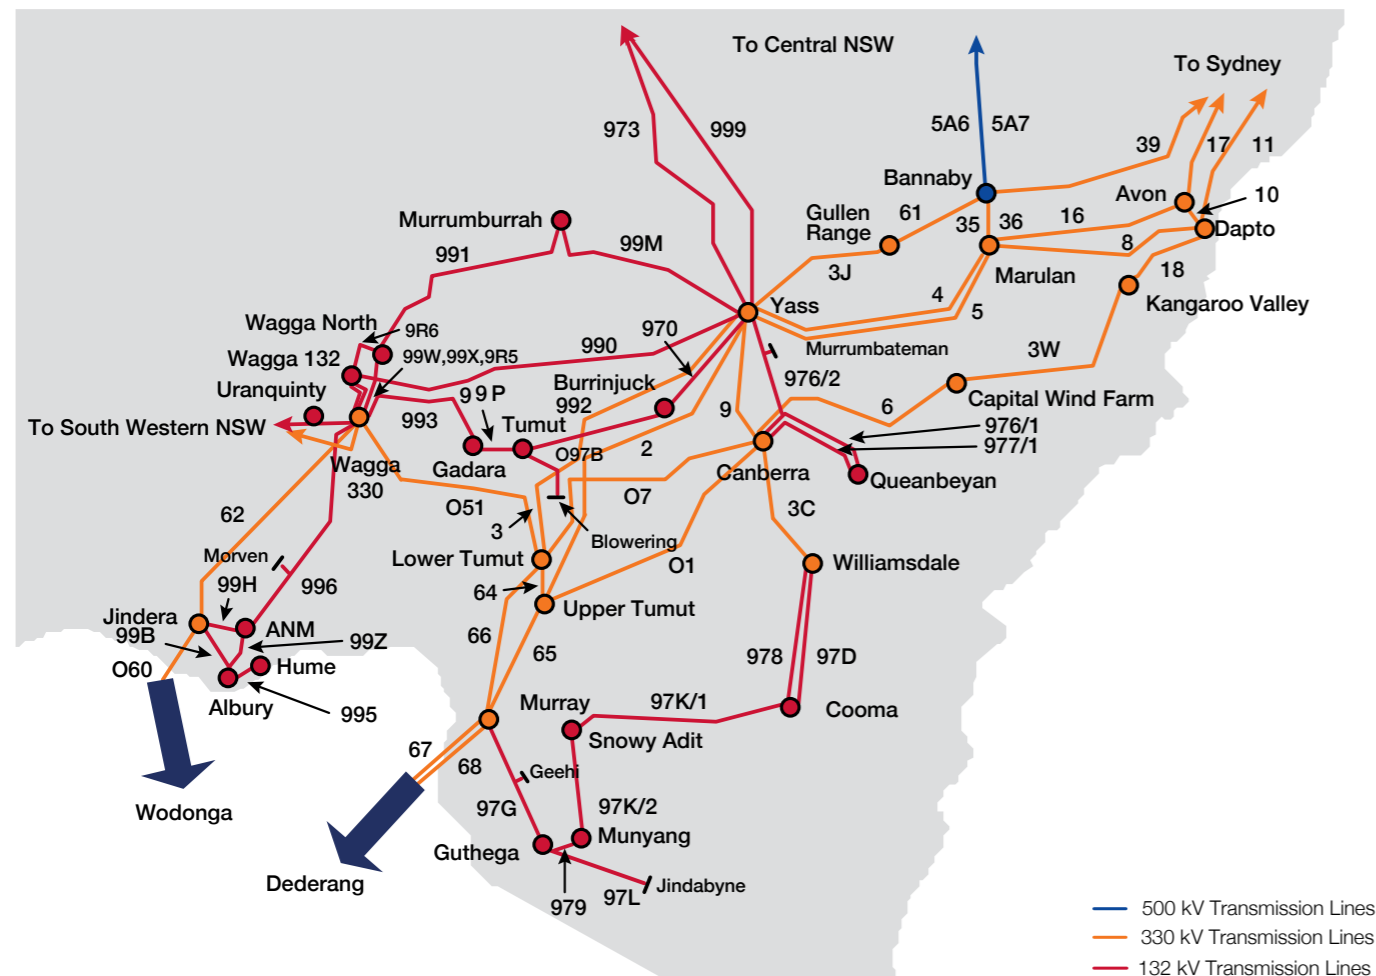 To Central NSW
To Sydney
973
999
5A6
5A7
39
17
11
Bannaby
Avon
10
Murrumburrah
Gullen
Range
61
35
36
16
Dapto
991
99M
8
3J
Marulan
18
Yass
4
5
Kangaroo Valley
Wagga North
9R6
970
Murrumbateman
Wagga 132
99W,99X,9R5
990
3W
Uranquinty
Burrinjuck
976/2
99P
992
9
6
Capital Wind Farm
To South Western NSW
993
Tumut
976/1
2
977/1
O97B
Wagga
330
Gadara
Canberra
Queanbeyan
O51
O7
3C
62
3
Blowering
Morven
Lower Tumut
O1
Williamsdale
99H
996
64
Jindera
Upper Tumut
ANM
99B
66
99Z
65
978
97D
O60
Hume
Albury
995
Murray
97K/1
Cooma
Snowy Adit
67
68
Geehi
97G
97K/2
Wodonga
Munyang
Guthega
Dederang
979
97L
Jindabyne
500 kV Transmission Lines
330 kV Transmission Lines
132 kV Transmission Lines